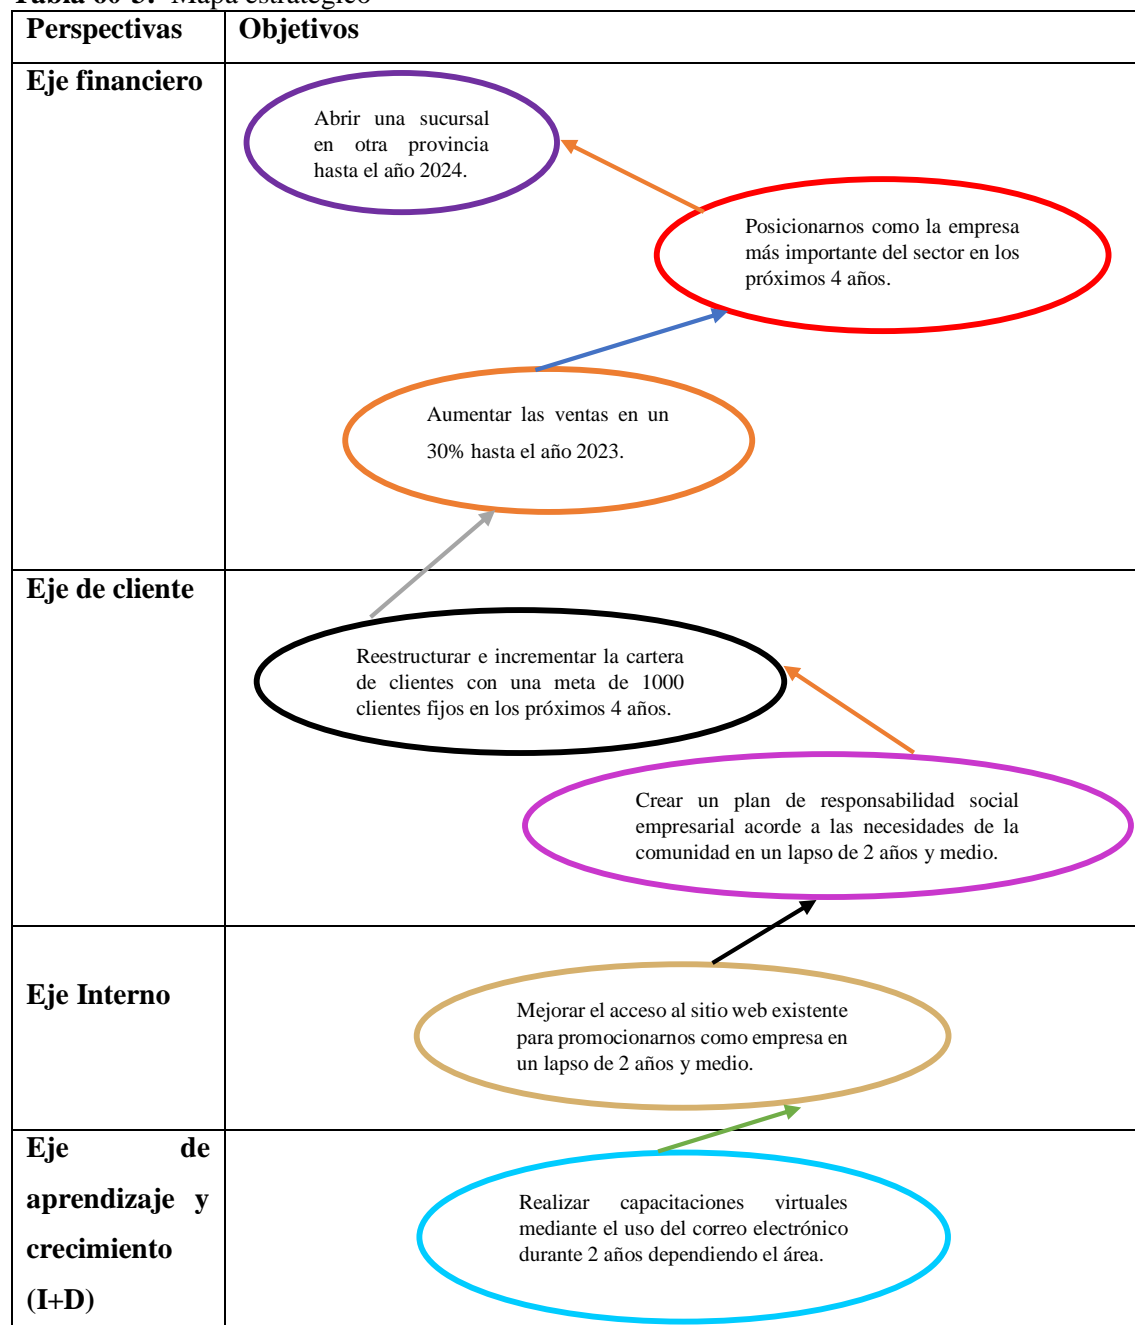 Tabla 60-3: Mapa estratégico
Perspectivas
Objetivos
Eje financiero
Abrir una sucursal
en otra provincia
hasta el año 2024.
Posicionarnos como la empresa
más importante del sector en los
próximos 4 años.
Aumentar las ventas en un
30% hasta el año 2023.
Eje de cliente
Reestructurar e incrementar la cartera
de clientes con una meta de 1000
clientes fijos en los próximos 4 años.
Crear un plan de responsabilidad social
empresarial acorde a las necesidades de la
comunidad en un lapso de 2 años y medio.
Eje Interno
Mejorar el acceso al sitio web existente
para promocionarnos como empresa en
un lapso de 2 años y medio.
Eje de
aprendizaje y
crecimiento
(I+D)
Realizar capacitaciones virtuales
mediante el uso del correo electrónico
durante 2 años dependiendo el área.